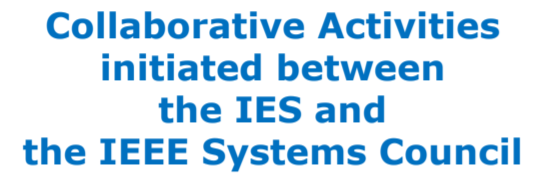 Collaborative Activities
initiated between
the IES and
the IEEE Systems Council